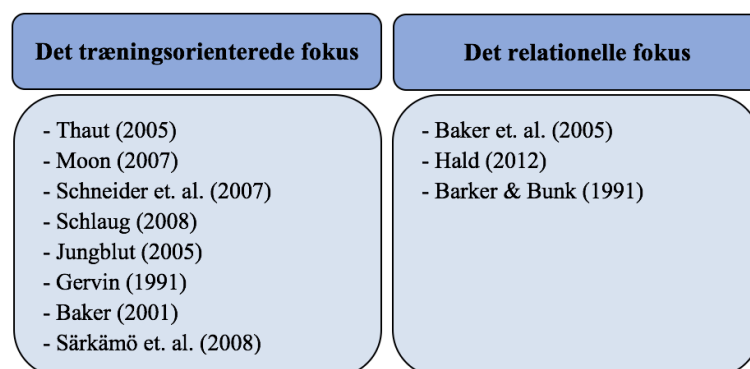 Det træningsorienterede fokus
- Thaut (2005)
- Moon (2007)
- Schneider et. al. (2007)
- Schlaug (2008)
- Jungblut (2005)
- Gervin (1991)
- Baker (2001)
- Särkämö et. al. (2008)
Det relationelle fokus
- Baker et. al. (2005)
- Hald (2012)
- Barker & Bunk (1991)